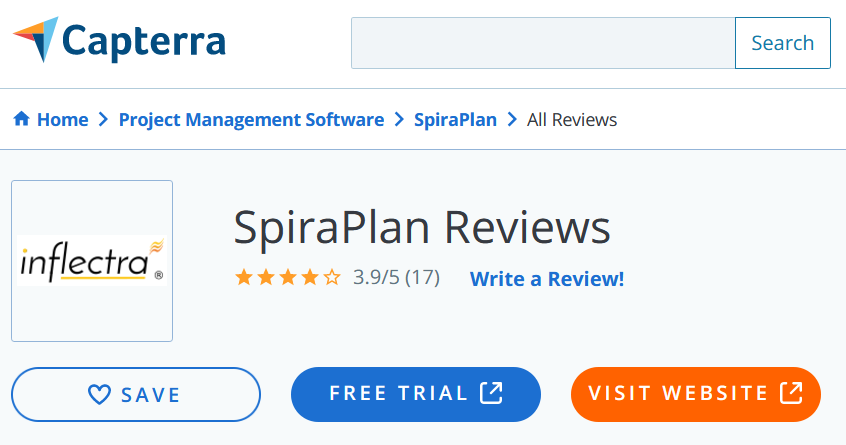 Capterra
Search
Home > Project Management Software > SpiraPlan > All Reviews
inflectra®
SpiraPlan Reviews
3.9/5 (17) Write a Review!
SAVE
FREE TRIAL
VISIT WEBSITE